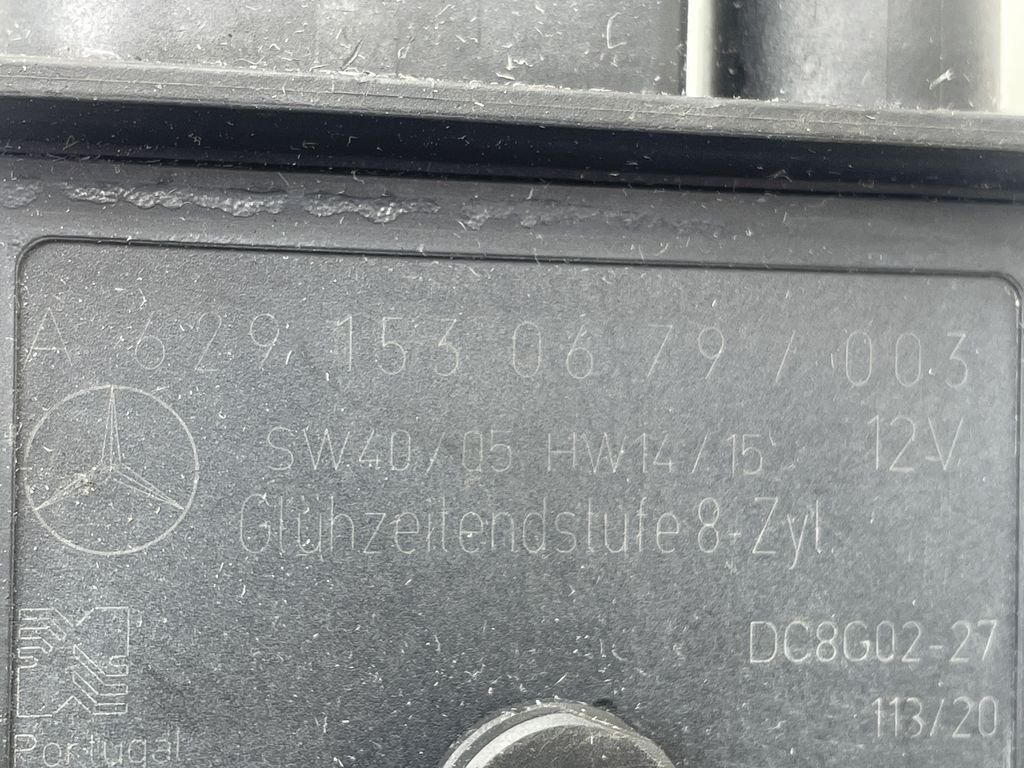 A 629 153 06 79 / 003
SW40/05 HW14/15 12V
Glühzeitendstufe 8-Zyl.
DC8G02-27
113/20
Portugal